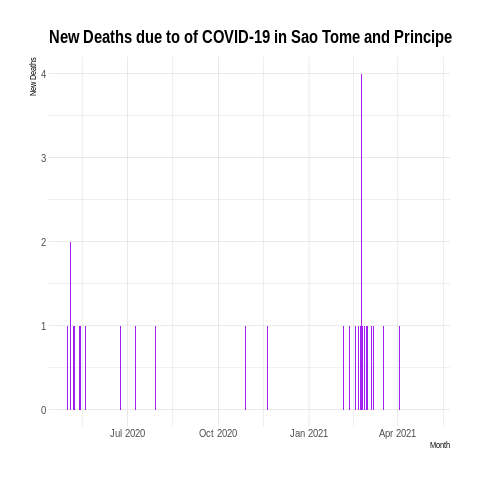 New Deaths due to of COVID-19 in Sao Tome and Principe
New Deaths
4
3
2
1
0
Jul 2020 Oct 2020 Jan 2021 Apr 2021
Month